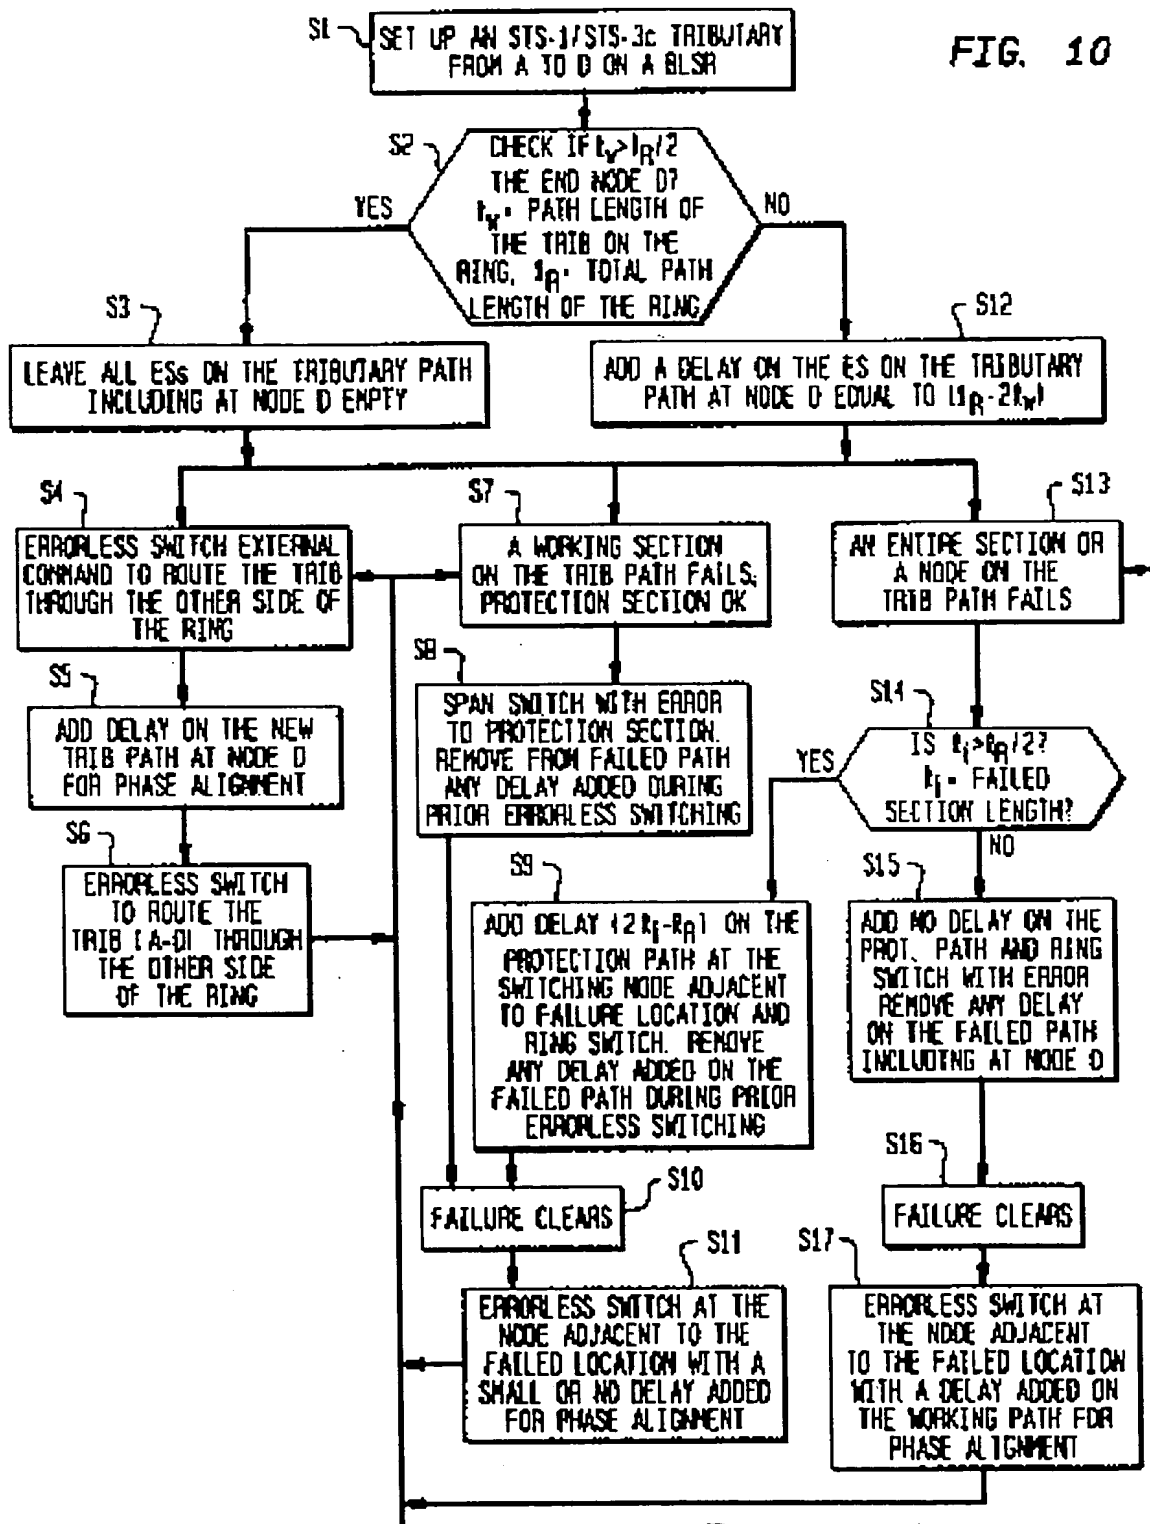 FIG. 10
S1
SET UP AN STS-1/STS-3c TRIBUTARY
FROM A TO D ON A BLSR
S2
CHECK IF ℓw>ℓR/2
THE END NODE D?
ℓw= PATH LENGTH OF
THE TRIB ON THE
RING, ℓR= TOTAL PATH
LENGTH OF THE RING
YES
NO
S3
LEAVE ALL ESs ON THE TRIBUTARY PATH
INCLUDING AT NODE D EMPTY
S12
ADD A DELAY ON THE ES ON THE TRIBUTARY
PATH AT NODE D EQUAL TO (ℓR-2ℓw)
S4
ERRORLESS SWITCH EXTERNAL
COMMAND TO ROUTE THE TRIB
THROUGH THE OTHER SIDE OF
THE RING
S5
ADD DELAY ON THE NEW
TRIB PATH AT NODE D
FOR PHASE ALIGNMENT
S6
ERRORLESS SWITCH
TO ROUTE THE
TRIB (A-D) THROUGH
THE OTHER SIDE
OF THE RING
S7
A WORKING SECTION
ON THE TRIB PATH FAILS,
PROTECTION SECTION OK
S8
SPAN SWITCH WITH ERROR
TO PROTECTION SECTION.
REMOVE FROM FAILED PATH
ANY DELAY ADDED DURING
PRIOR ERRORLESS SWITCHING
S13
AN ENTIRE SECTION OR
A NODE ON THE
TRIB PATH FAILS
S14
IS ℓi>ℓR/2?
ℓi= FAILED
SECTION LENGTH?
YES
NO
S9
ADD DELAY (2ℓi-ℓR) ON THE
PROTECTION PATH AT THE
SWITCHING NODE ADJACENT
TO FAILURE LOCATION AND
RING SWITCH. REMOVE
ANY DELAY ADDED ON THE
FAILED PATH DURING PRIOR
ERRORLESS SWITCHING
S15
ADD NO DELAY ON THE
PROT. PATH AND RING
SWITCH WITH ERROR
REMOVE ANY DELAY
ON THE FAILED PATH
INCLUDING AT NODE D
S10
FAILURE CLEARS
S16
FAILURE CLEARS
S11
ERRORLESS SWITCH AT THE
NODE ADJACENT TO THE
FAILED LOCATION WITH A
SMALL OR NO DELAY ADDED
FOR PHASE ALIGNMENT
S17
ERRORLESS SWITCH AT
THE NODE ADJACENT
TO THE FAILED LOCATION
WITH A DELAY ADDED ON
THE WORKING PATH FOR
PHASE ALIGNMENT